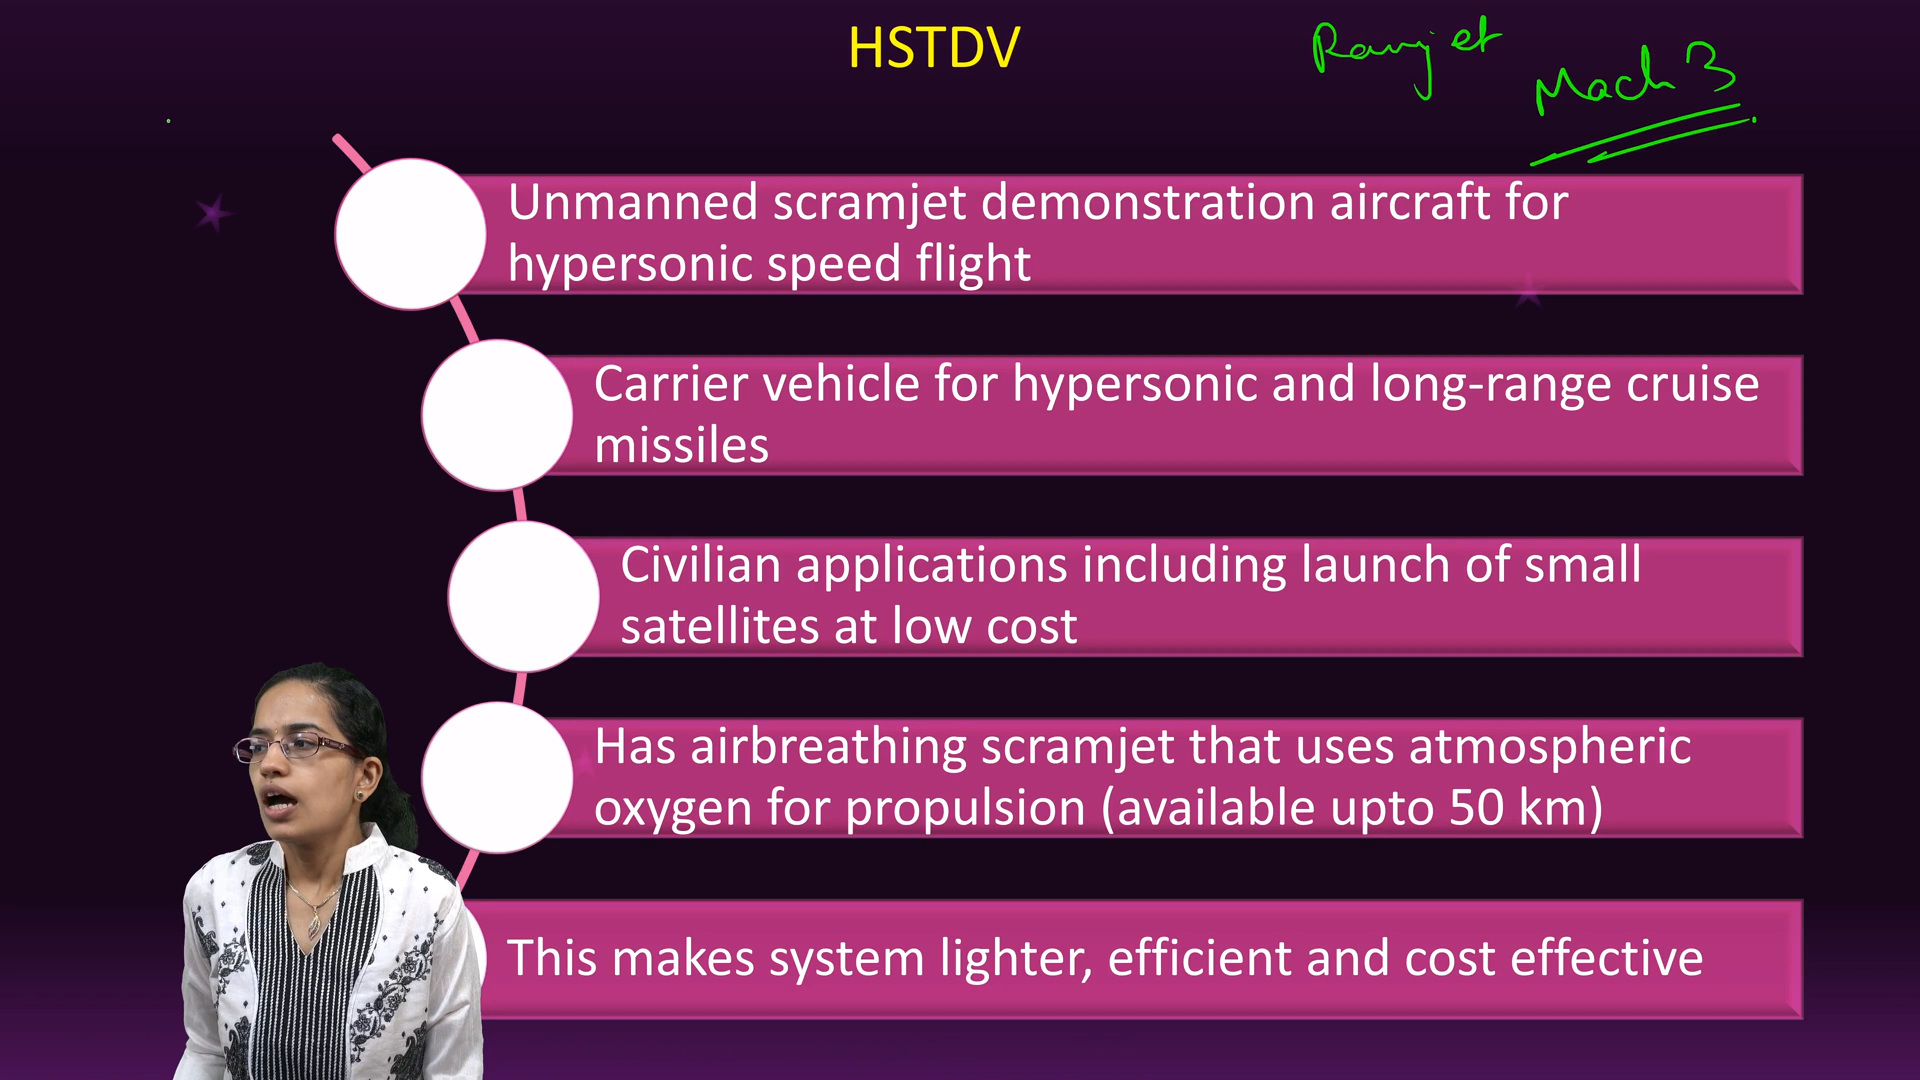 HSTDV
Ramjet
Mach 3
Unmanned scramjet demonstration aircraft for
hypersonic speed flight
Carrier vehicle for hypersonic and long-range cruise
missiles
Civilian applications including launch of small
satellites at low cost
Has airbreathing scramjet that uses atmospheric
oxygen for propulsion (available upto 50 km)
This makes system lighter, efficient and cost effective